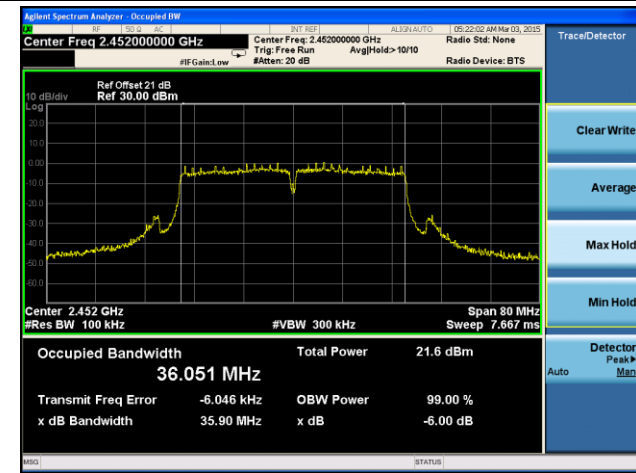 Agilent Spectrum Analyzer - Occupied BW
RF 50 Ω AC INT REF ALIGN AUTO 05:22:02 AM Mar 03, 2015
Center Freq 2.452000000 GHz Center Freq: 2.452000000 GHz Radio Std: None
Trig: Free Run Avg|Hold:> 10/10
#IFGain:Low #Atten: 20 dB Radio Device: BTS
Trace/Detector
Ref Offset 21 dB
10 dB/div Ref 30.00 dBm
Log
20.0
10.0
0.00
-10.0
-20.0
-30.0
-40.0
-50.0
-60.0
Center 2.452 GHz Span 80 MHz
#Res BW 100 kHz #VBW 300 kHz Sweep 7.667 ms
Occupied Bandwidth Total Power 21.6 dBm
36.051 MHz
Transmit Freq Error -6.046 kHz OBW Power 99.00 %
x dB Bandwidth 35.90 MHz x dB -6.00 dB
Clear Write
Average
Max Hold
Min Hold
Detector
Peak▶
Auto Man
MSG STATUS